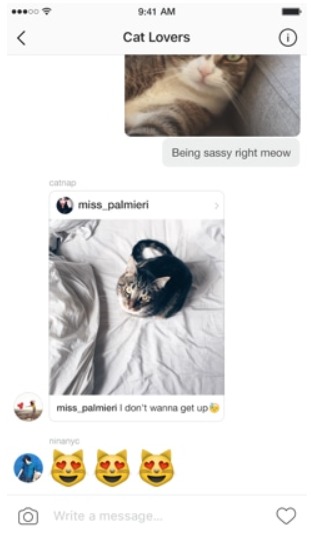 9:41 AM
Cat Lovers
Being sassy right meow
catnap
miss_palmieri
miss_palmieri I don't wanna get up
ninanyc
Write a message...